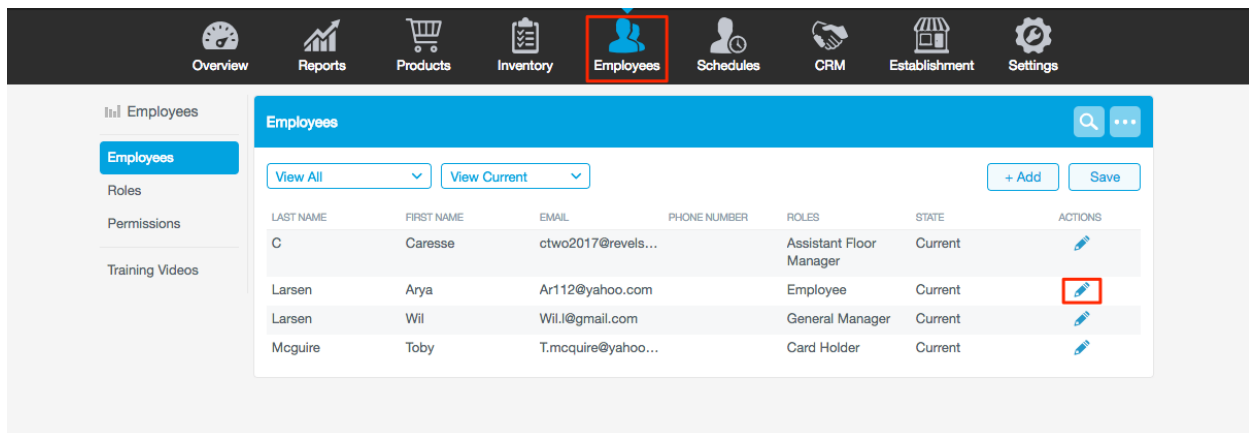 Overview Reports Products Inventory Employees Schedules CRM Establishment Settings
Employees
Employees
Roles
Permissions
Training Videos
Employees
View All View Current + Add Save
LAST NAME FIRST NAME EMAIL PHONE NUMBER ROLES STATE ACTIONS
C Caresse ctwo2017@revels... Assistant Floor Current
Manager
Larsen Arya Ar112@yahoo.com Employee Current
Larsen Wil Wil.l@gmail.com General Manager Current
Mcguire Toby T.mcquire@yahoo... Card Holder Current